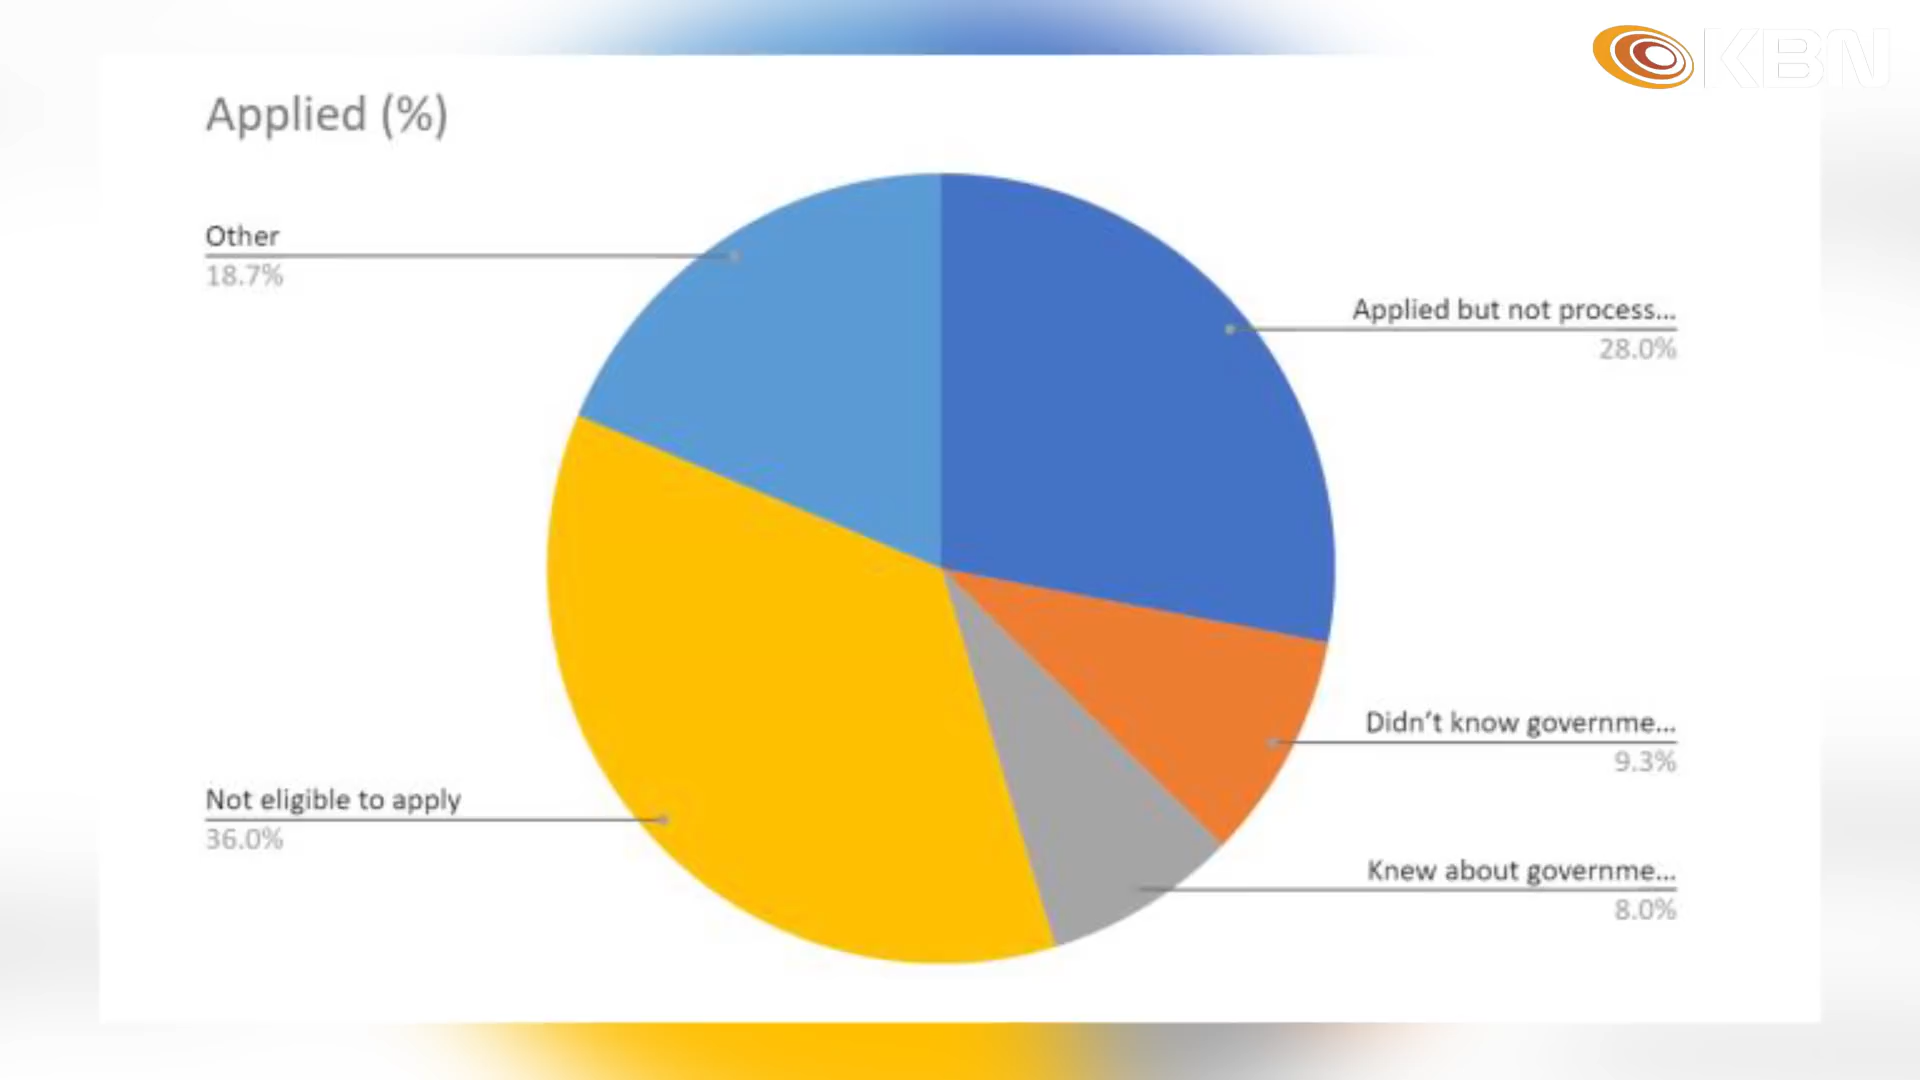 KBN
Applied (%)
Other
18.7%
Applied but not process...
28.0%
Didn't know governme...
9.3%
Not eligible to apply
36.0%
Knew about governme...
8.0%